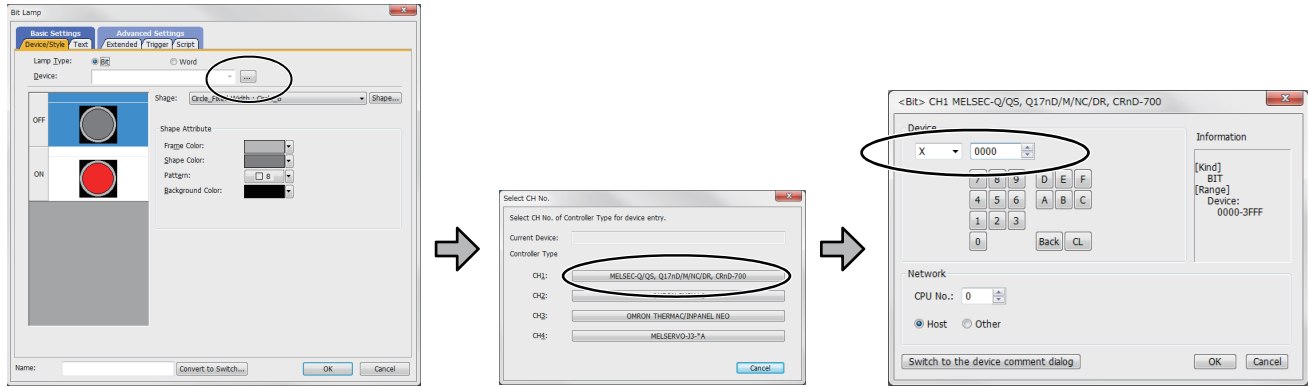 Bit Lamp
Basic Settings
Advanced Settings
Device/Style
Text
Extended
Trigger
Script
Lamp Type:
Bit
Word
Device:
...
Shape:
Shape...
OFF
Shape Attribute
Frame Color:
Shape Color:
ON
Pattern:
8
Background Color:
Name:
Convert to Switch...
OK
Cancel
Select CH No.
Select CH No. of Controller Type for device entry.
Current Device:
Controller Type
CH1:
MELSEC-Q/QS, Q17nD/M/NC/DR, CRnD-700
CH2:
CH3:
OMRON THERMAC/INPANEL NEO
CH4:
MELSERVO-J3-*A
Cancel
<Bit> CH1 MELSEC-Q/QS, Q17nD/M/NC/DR, CRnD-700
Device
X
0000
7 8 9 D E F
4 5 6 A B C
1 2 3
0 Back CL
Information
[Kind]
BIT
[Range]
Device:
0000-3FFF
Network
CPU No.: 0
Host
Other
Switch to the device comment dialog
OK
Cancel